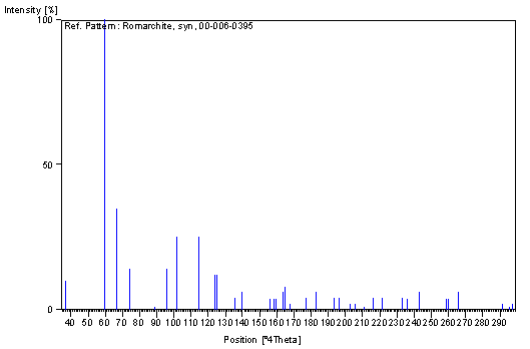 Intensity [%]
100
Ref. Pattern: Romarchite, syn, 00-006-0395
50
0
40 50 60 70 80 90 100 110 120 130 140 150 160 170 180 190 200 210 220 230 240 250 260 270 280 290
Position [°4Theta]